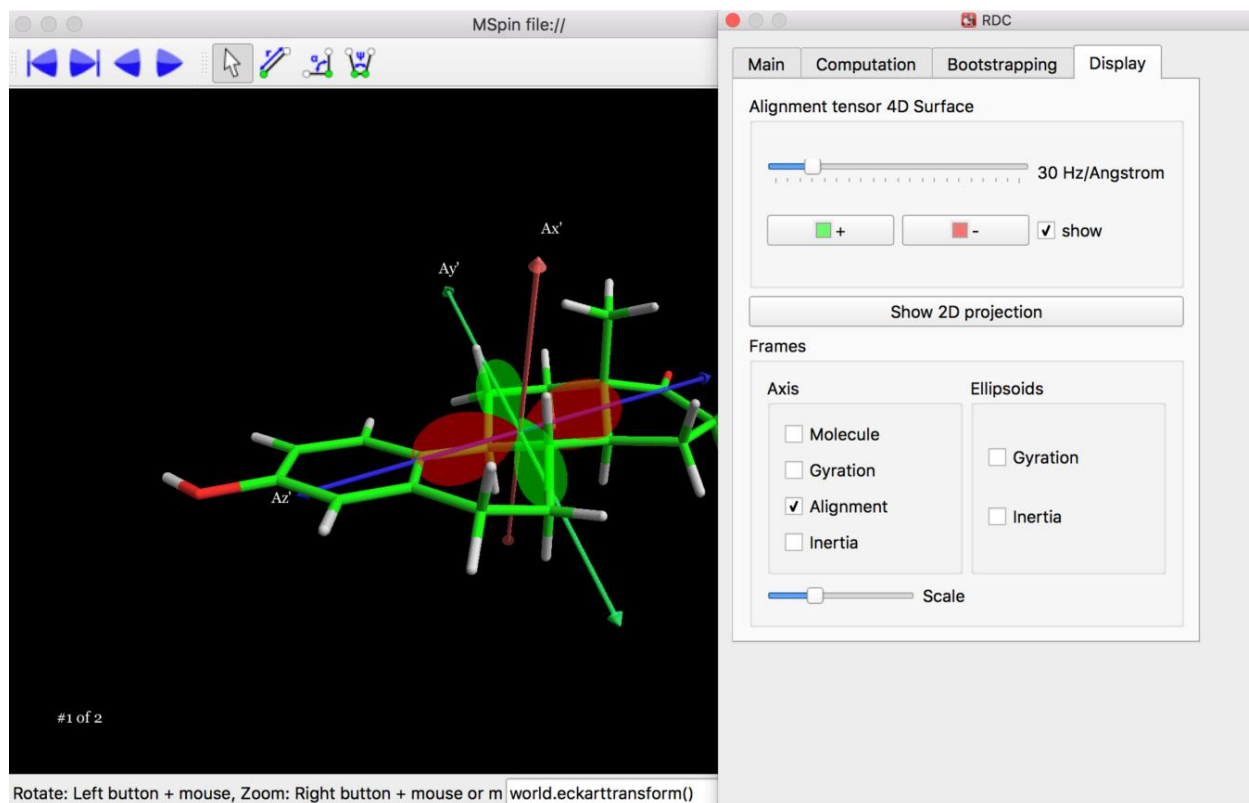 MSpin file://
RDC
r
α
ψ
Main
Computation
Bootstrapping
Display
Alignment tensor 4D Surface
30 Hz/Angstrom
+
-
show
Show 2D projection
Frames
Axis
Ellipsoids
Molecule
Gyration
Alignment
Inertia
Gyration
Inertia
Scale
Ax'
Ay'
Az'
#1 of 2
Rotate: Left button + mouse, Zoom: Right button + mouse or m
world.eckarttransform()